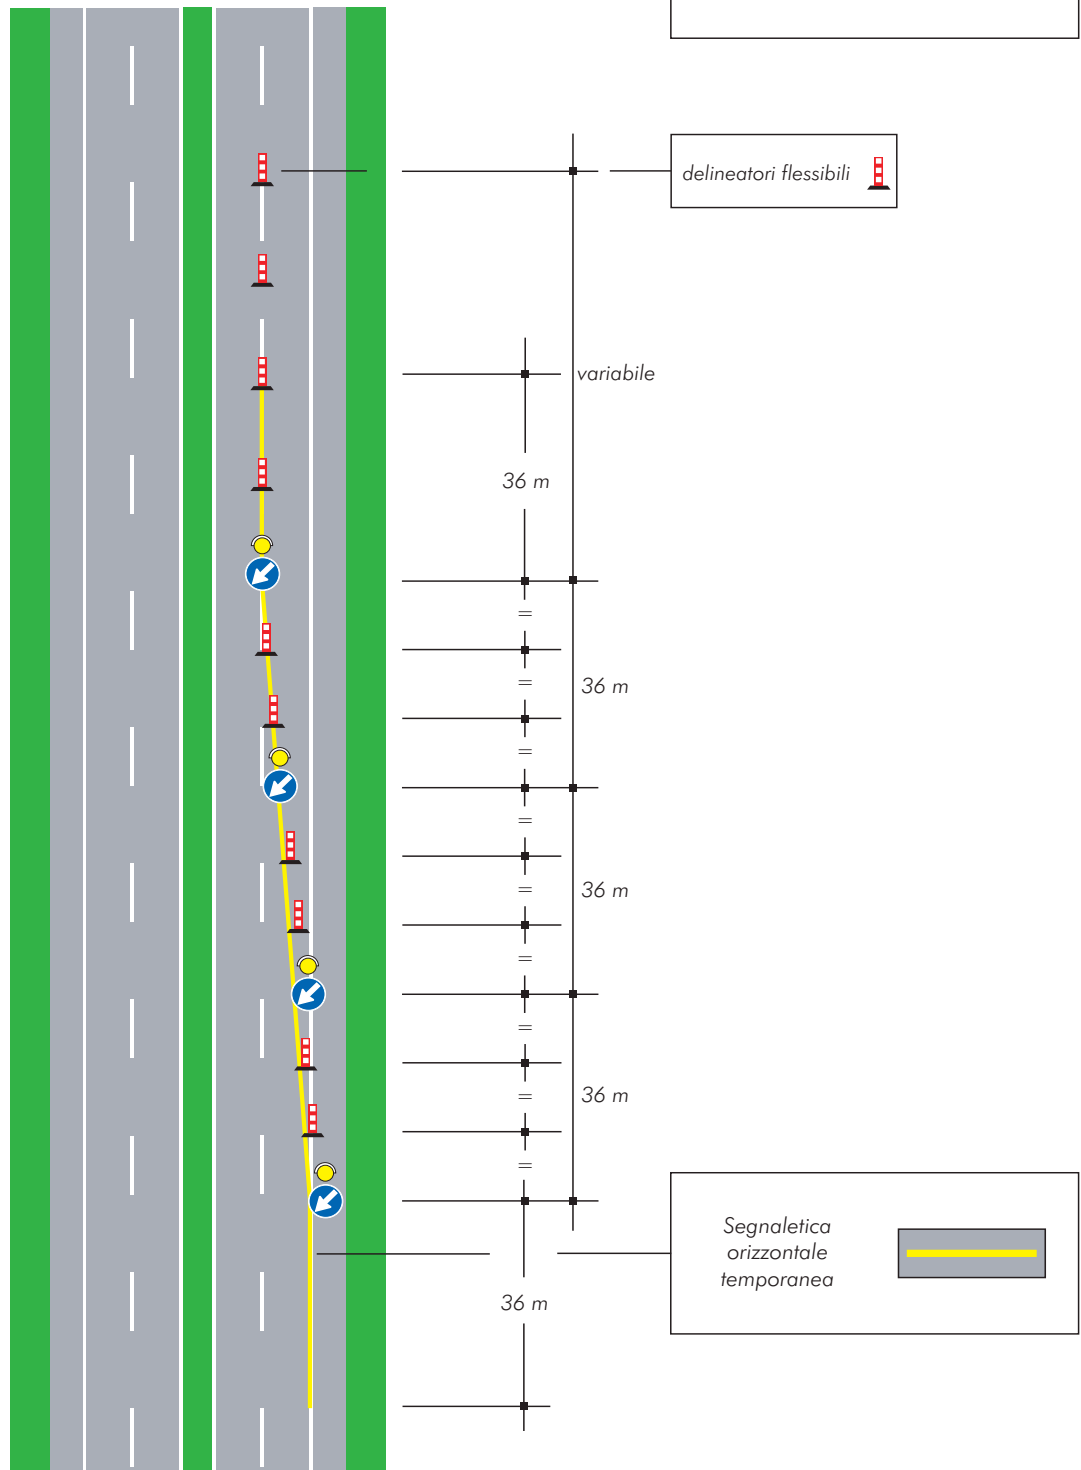 delineatori flessibili
variabile
36 m
=
=
36 m
=
=
36 m
=
=
36 m
=
=
=
Segnaletica
orizzontale
temporanea
36 m